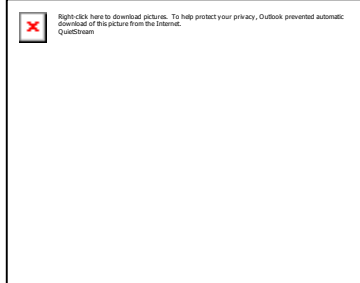 Right-click here to download pictures. To help protect your privacy, Outlook prevented automatic
download of this picture from the Internet.
QuietStream